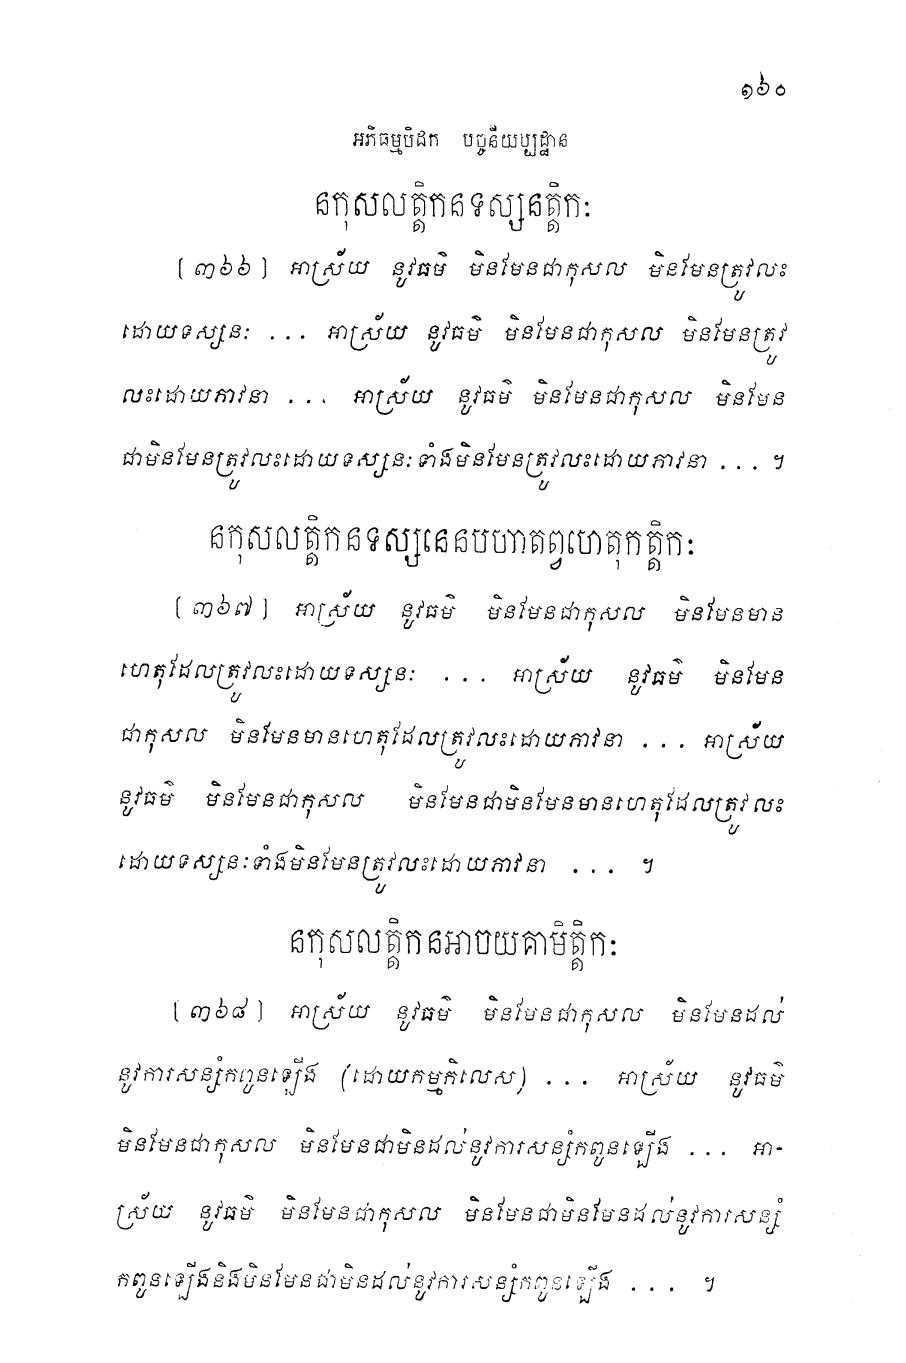 ១៦០
អភិធម្មបិដក បច្ចនីយប្បដ្ឋាន
នកុសលត្តិកនទស្សនត្តិកៈ
[ ៣៦៦ ] អាស្រ័យ នូវធម៌ មិនមែនជាកុសល មិនមែនត្រូវលះ
ដោយទស្សនៈ ... អាស្រ័យ នូវធម៌ មិនមែនជាកុសល មិនមែនត្រូវ
លះដោយភាវនា ... អាស្រ័យ នូវធម៌ មិនមែនជាកុសល មិនមែន
ជាមិនមែនត្រូវលះដោយទស្សនៈទាំងមិនមែនត្រូវលះដោយភាវនា ... ។
នកុសលត្តិកនទស្សនេនបហាតព្វហេតុកត្តិកៈ
[ ៣៦៧ ] អាស្រ័យ នូវធម៌ មិនមែនជាកុសល មិនមែនមាន
ហេតុដែលត្រូវលះដោយទស្សនៈ ... អាស្រ័យ នូវធម៌ មិនមែន
ជាកុសល មិនមែនមានហេតុដែលត្រូវលះដោយភាវនា ... អាស្រ័យ
នូវធម៌ មិនមែនជាកុសល មិនមែនជាមិនមែនមានហេតុដែលត្រូវលះ
ដោយទស្សនៈទាំងមិនមែនត្រូវលះដោយភាវនា ... ។
នកុសលត្តិកនអាចយគាមិត្តិកៈ
[ ៣៦៨ ] អាស្រ័យ នូវធម៌ មិនមែនជាកុសល មិនមែនដល់
នូវការសន្សំកពូនឡើង (ដោយកម្មកិលេស) ... អាស្រ័យ នូវធម៌
មិនមែនជាកុសល មិនមែនជាមិនដល់នូវការសន្សំកពូនឡើង ... អា-
ស្រ័យ នូវធម៌ មិនមែនជាកុសល មិនមែនជាមិនមែនដល់នូវការសន្សំ
កពូនឡើងនិងមិនមែនជាមិនដល់នូវការសន្សំកពូនឡើង ... ។